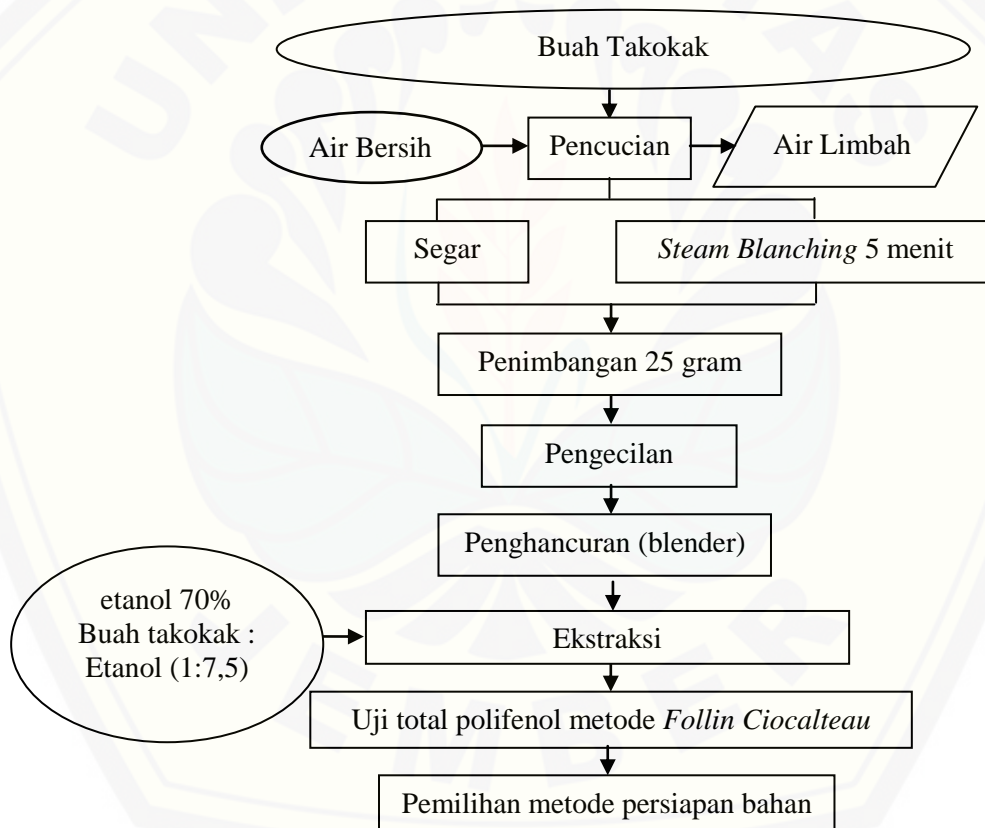 Buah Takokak
Air Bersih
Pencucian
Air Limbah
Segar
Steam Blanching 5 menit
Penimbangan 25 gram
Pengecilan
Penghancuran (blender)
etanol 70%
Buah takokak :
Etanol (1:7,5)
Ekstraksi
Uji total polifenol metode Follin Ciocalteau
Pemilihan metode persiapan bahan